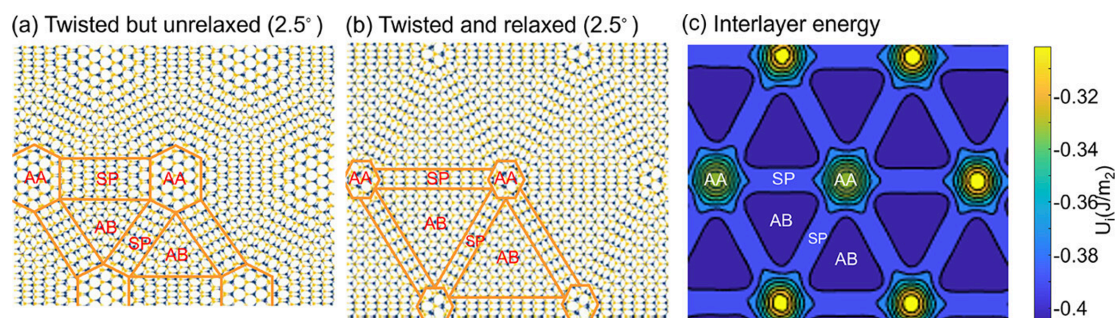 (a) Twisted but unrelaxed (2.5°)
(b) Twisted and relaxed (2.5°)
(c) Interlayer energy
AA
SP
AA
AB
SP
AB
AA
SP
AA
AB
SP
AB
AA
SP
AA
AB
SP
AB
-0.32
-0.34
-0.36
-0.38
-0.4
U_i(J/m_2)